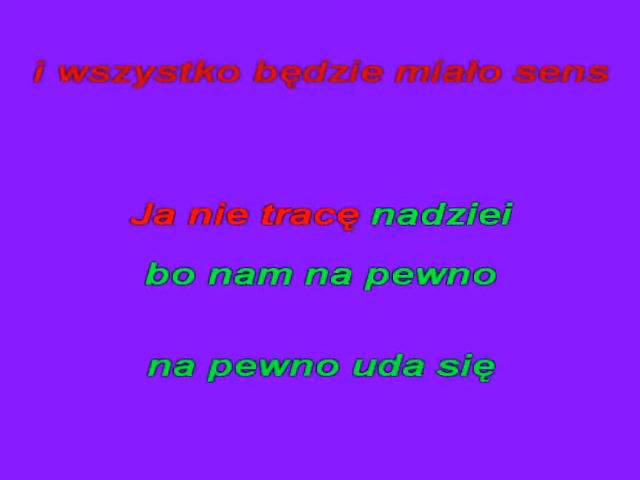 i wszystko będzie miało sens
Ja nie tracę nadziei
bo nam na pewno
na pewno uda się